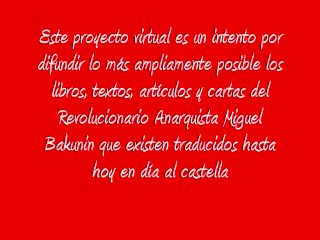 Este proyecto virtual es un intento por
difundir lo más ampliamente posible los
libros, textos, artículos y cartas del
Revolucionario Anarquista Miguel
Bakunin que existen traducidos hasta
hoy en día al castella